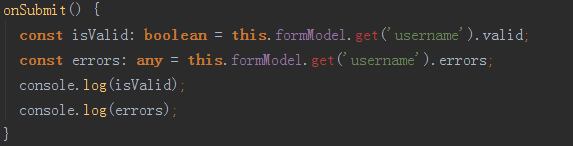 onSubmit() {
const isValid: boolean = this.formModel.get('username').valid;
const errors: any = this.formModel.get('username').errors;
console.log(isValid);
console.log(errors);
}